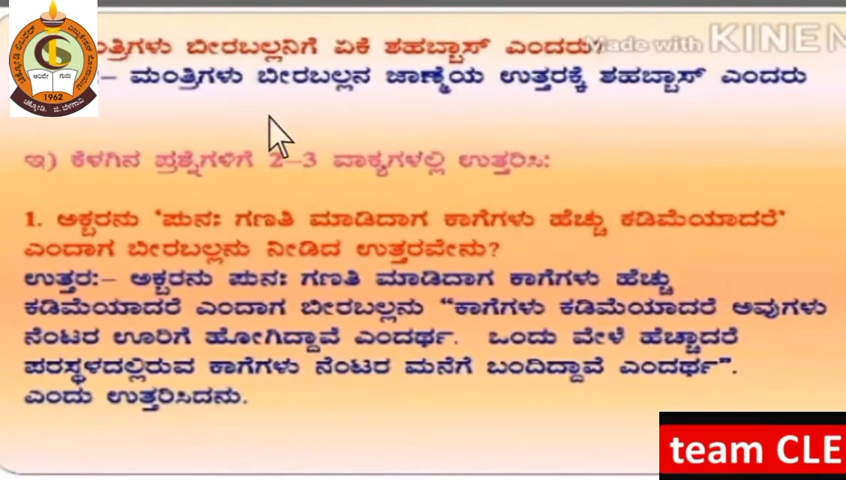 ಮಂತ್ರಿಗಳು ಬೀರಬಲ್ಲನಿಗೆ ಏಕೆ ಶಹಬ್ಬಾಸ್ ಎಂದರು?
Made with KINEM
:– ಮಂತ್ರಿಗಳು ಬೀರಬಲ್ಲನ ಜಾಣ್ಮೆಯ ಉತ್ತರಕ್ಕೆ ಶಹಬ್ಬಾಸ್ ಎಂದರು
1962
ಇ) ಕೆಳಗಿನ ಪ್ರಶ್ನೆಗಳಿಗೆ 2–3 ವಾಕ್ಯಗಳಲ್ಲಿ ಉತ್ತರಿಸಿ:
1. ಅಕ್ಬರನು 'ಪುನಃ ಗಣತಿ ಮಾಡಿದಾಗ ಕಾಗೆಗಳು ಹೆಚ್ಚು ಕಡಿಮೆಯಾದರೆ'
ಎಂದಾಗ ಬೀರಬಲ್ಲನು ನೀಡಿದ ಉತ್ತರವೇನು?
ಉತ್ತರ:– ಅಕ್ಬರನು ಪುನಃ ಗಣತಿ ಮಾಡಿದಾಗ ಕಾಗೆಗಳು ಹೆಚ್ಚು
ಕಡಿಮೆಯಾದರೆ ಎಂದಾಗ ಬೀರಬಲ್ಲನು "ಕಾಗೆಗಳು ಕಡಿಮೆಯಾದರೆ ಅವುಗಳು
ನೆಂಟರ ಊರಿಗೆ ಹೋಗಿದ್ದಾವೆ ಎಂದರ್ಥ. ಒಂದು ವೇಳೆ ಹೆಚ್ಚಾದರೆ
ಪರಸ್ಥಳದಲ್ಲಿರುವ ಕಾಗೆಗಳು ನೆಂಟರ ಮನೆಗೆ ಬಂದಿದ್ದಾವೆ ಎಂದರ್ಥ".
ಎಂದು ಉತ್ತರಿಸಿದನು.
team CLE